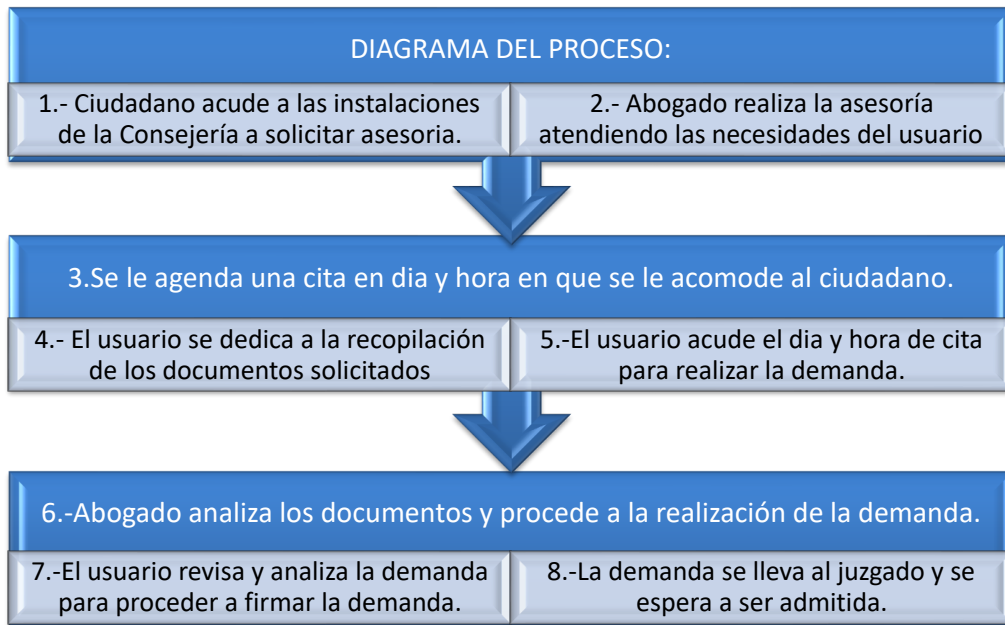 DIAGRAMA DEL PROCESO:
1.- Ciudadano acude a las instalaciones
de la Consejería a solicitar asesoria.
2.- Abogado realiza la asesoría
atendiendo las necesidades del usuario
3.Se le agenda una cita en dia y hora en que se le acomode al ciudadano.
4.- El usuario se dedica a la recopilación
de los documentos solicitados
5.-El usuario acude el dia y hora de cita
para realizar la demanda.
6.-Abogado analiza los documentos y procede a la realización de la demanda.
7.-El usuario revisa y analiza la demanda
para proceder a firmar la demanda.
8.-La demanda se lleva al juzgado y se
espera a ser admitida.